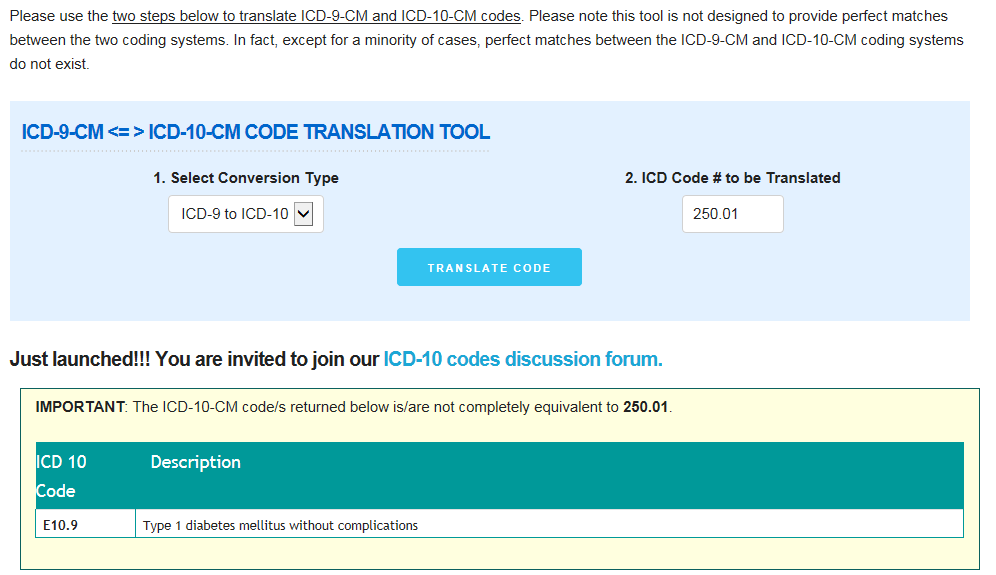 Please use the two steps below to translate ICD-9-CM and ICD-10-CM codes. Please note this tool is not designed to provide perfect matches
between the two coding systems. In fact, except for a minority of cases, perfect matches between the ICD-9-CM and ICD-10-CM coding systems
do not exist.
ICD-9-CM <= > ICD-10-CM CODE TRANSLATION TOOL
1. Select Conversion Type
2. ICD Code # to be Translated
ICD-9 to ICD-10
250.01
TRANSLATE CODE
Just launched!!! You are invited to join our ICD-10 codes discussion forum.
IMPORTANT: The ICD-10-CM code/s returned below is/are not completely equivalent to 250.01.
ICD 10 Description
Code
E10.9 Type 1 diabetes mellitus without complications